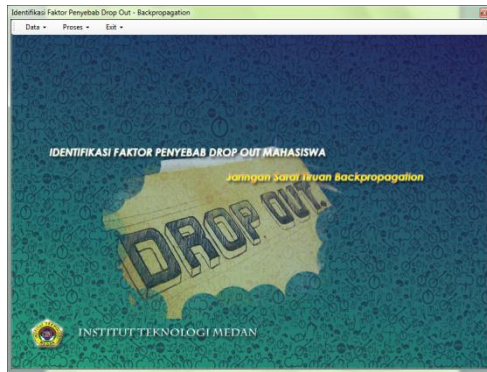 Identifikasi Faktor Penyebab Drop Out - Backpropagation
Data Proses Exit
IDENTIFIKASI FAKTOR PENYEBAB DROP OUT MAHASISWA
Jaringan Saraf Tiruan Backpropagation
DROP OUT.
INSTITUT TEKNOLOGI MEDAN